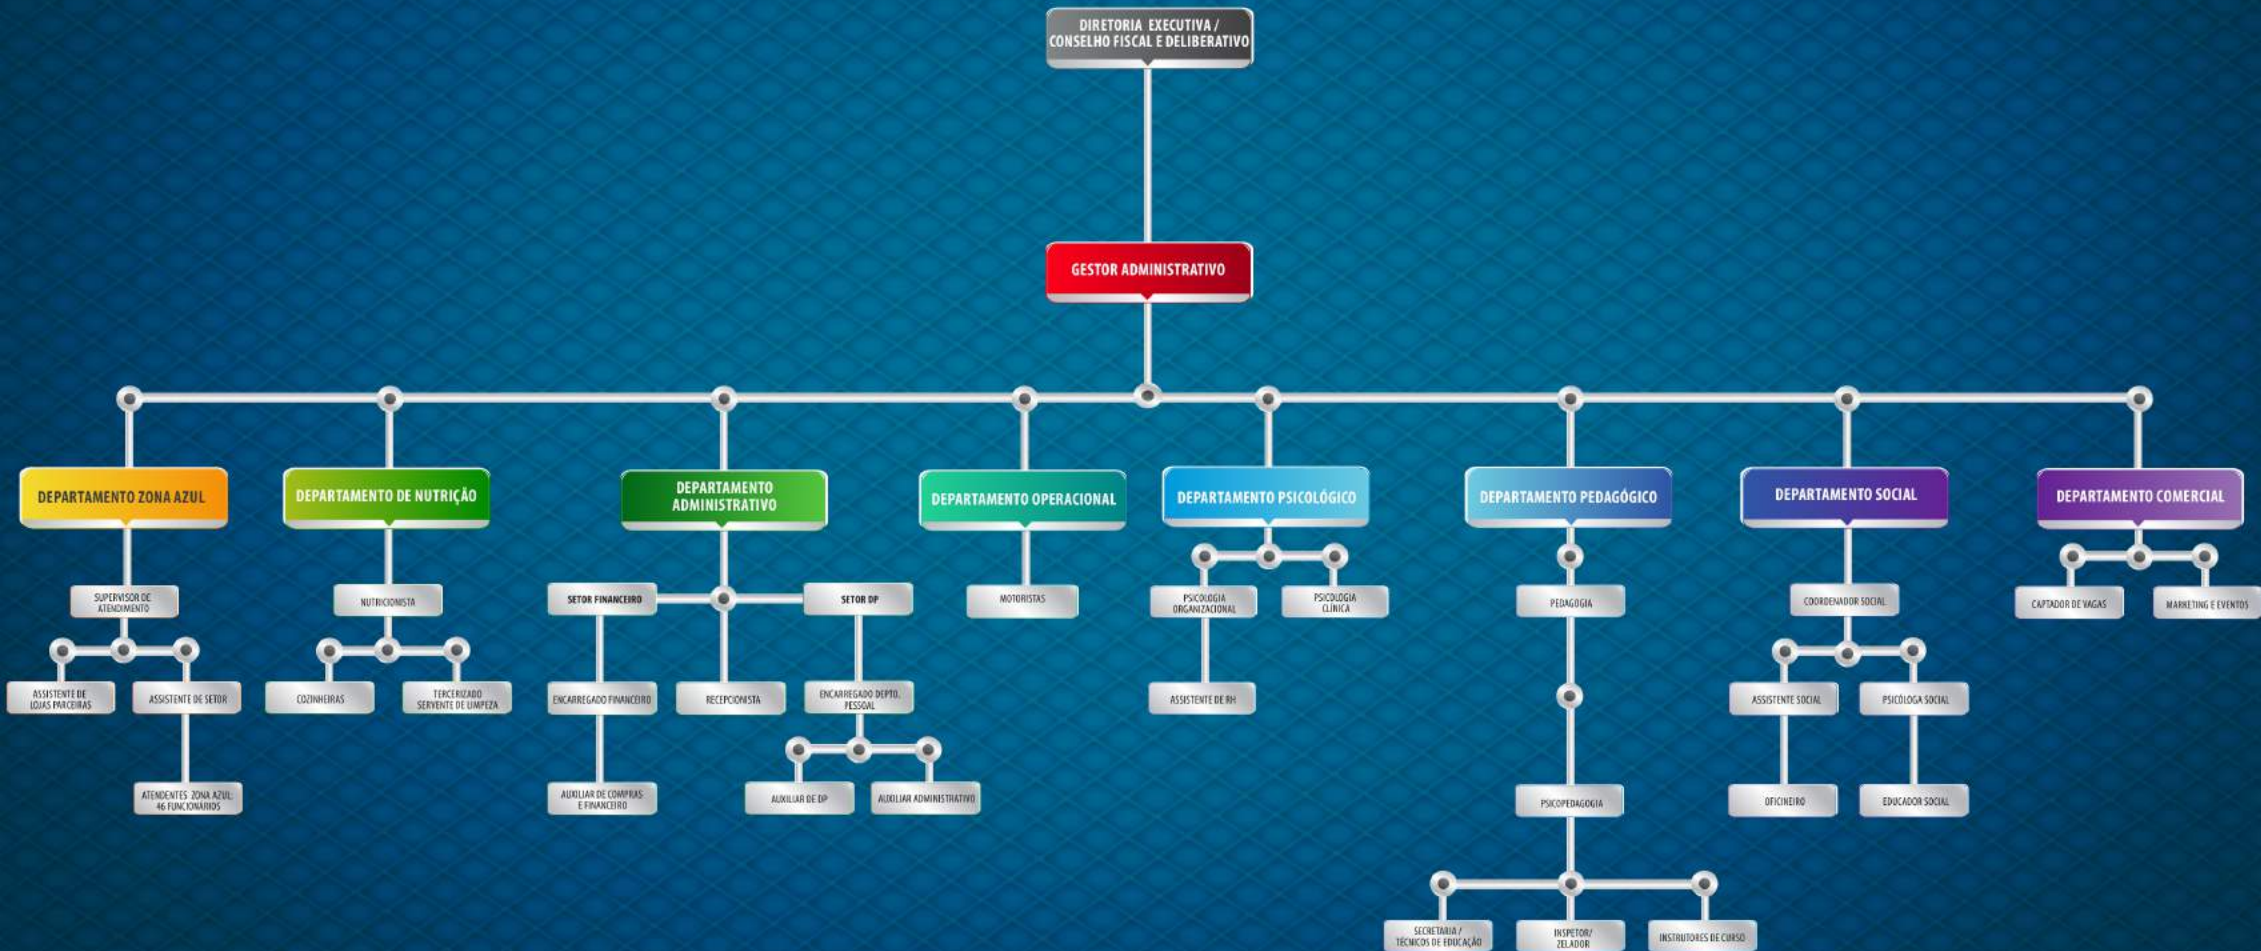 DIRETORIA EXECUTIVA /
CONSELHO FISCAL E DELIBERATIVO
GESTOR ADMINISTRATIVO
DEPARTAMENTO ZONA AZUL
DEPARTAMENTO DE NUTRIÇÃO
DEPARTAMENTO
ADMINISTRATIVO
DEPARTAMENTO OPERACIONAL
DEPARTAMENTO PSICOLÓGICO
DEPARTAMENTO PEDAGÓGICO
DEPARTAMENTO SOCIAL
DEPARTAMENTO COMERCIAL
SUPERVISOR DE
ATENDIMENTO
NUTRICIONISTA
SETOR FINANCEIRO
SETOR DP
MOTORISTAS
PSICOLOGIA
ORGANIZACIONAL
PSICOLOGIA
CLÍNICA
PEDAGOGIA
COORDENADOR SOCIAL
CAPTADOR DE VAGAS
MARKETING E EVENTOS
ASSISTENTE DE
LOJAS PARCEIRAS
ASSISTENTE DE SETOR
COZINHEIRAS
TERCERIZADO
SERVENTE DE LIMPEZA
ENCARREGADO FINANCEIRO
RECEPCIONISTA
ENCARREGADO DEPTO.
PESSOAL
ASSISTENTE DE RH
ASSISTENTE SOCIAL
PSICÓLOGA SOCIAL
ATENDENTES ZONA AZUL:
46 FUNCIONÁRIOS
AUXILIAR DE COMPRAS
E FINANCEIRO
AUXILIAR DE DP
AUXILIAR ADMINISTRATIVO
PSICOPEDAGOGIA
OFICINEIRO
EDUCADOR SOCIAL
SECRETARIA /
TÉCNICOS DE EDUCAÇÃO
INSPETOR/
ZELADOR
INSTRUTORES DE CURSO